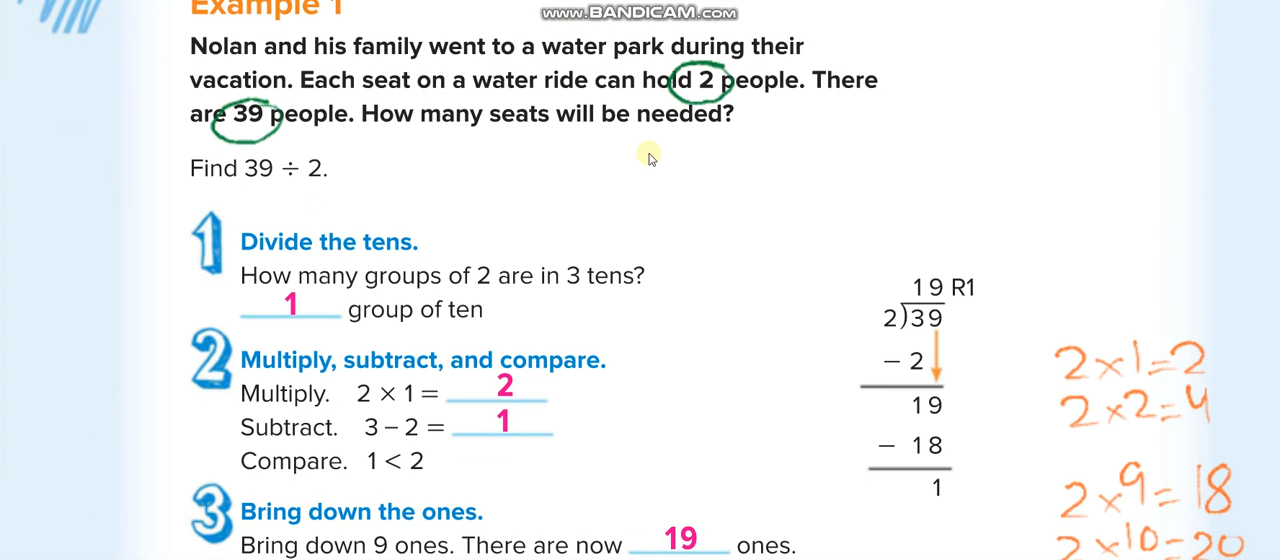 Example 1
www.BANDICAM.com
Nolan and his family went to a water park during their
vacation. Each seat on a water ride can hold 2 people. There
are 39 people. How many seats will be needed?
Find 39 ÷ 2.
1 Divide the tens.
How many groups of 2 are in 3 tens?
1 group of ten
2 Multiply, subtract, and compare.
Multiply. 2 × 1 = 2
Subtract. 3 – 2 = 1
Compare. 1 < 2
3 Bring down the ones.
Bring down 9 ones. There are now 19 ones.
19 R1
2)39
– 2
19
– 18
1
2×1=2
2×2=4
2×9=18
2×10=20